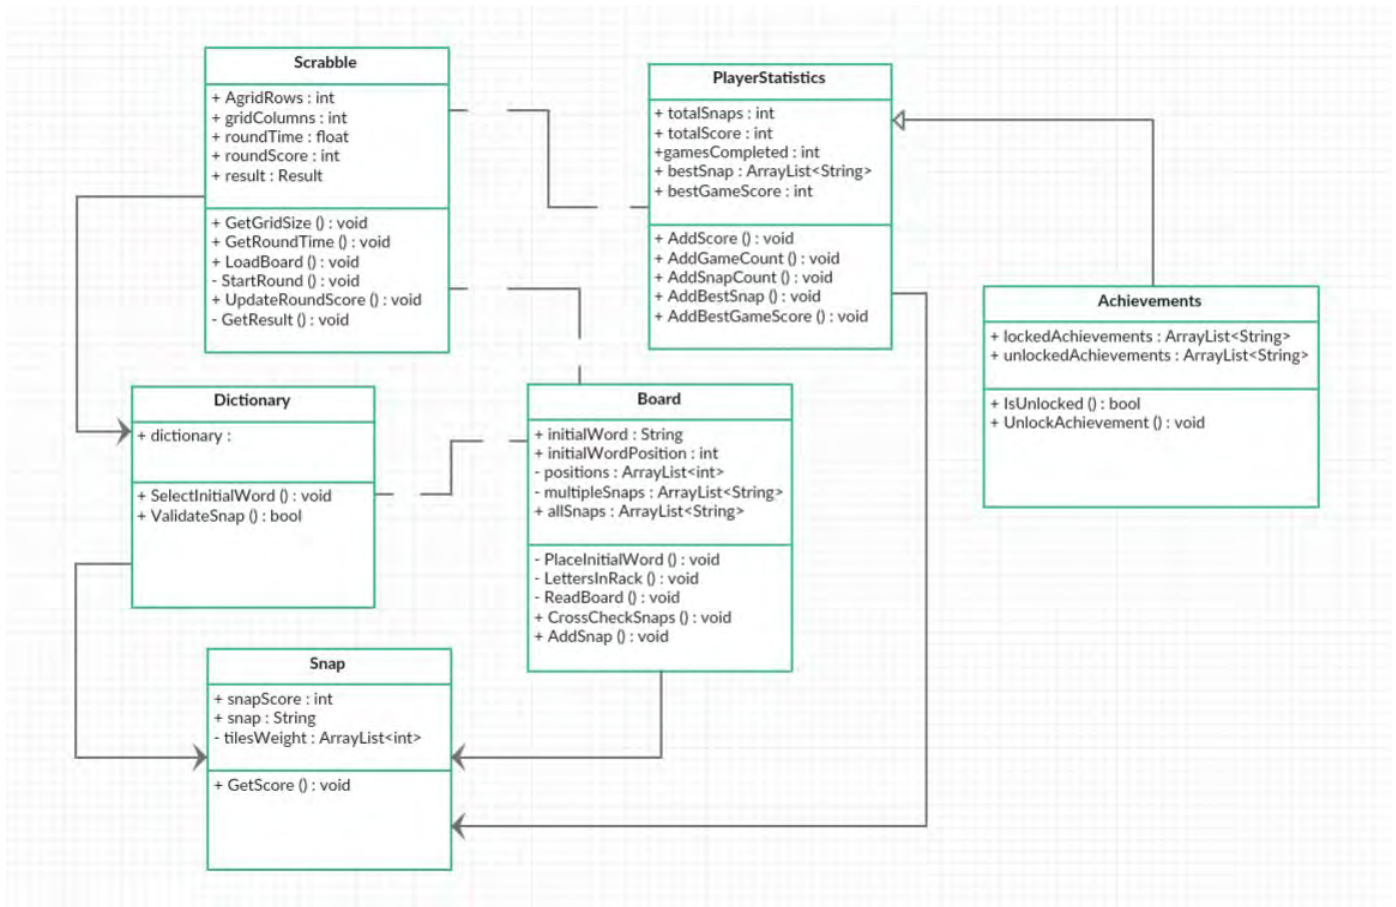 Scrabble
+ AgridRows : int
+ gridColumns : int
+ roundTime : float
+ roundScore : int
+ result : Result
+ GetGridSize () : void
+ GetRoundTime () : void
+ LoadBoard () : void
- StartRound () : void
+ UpdateRoundScore () : void
- GetResult () : void
PlayerStatistics
+ totalSnaps : int
+ totalScore : int
+gamesCompleted : int
+ bestSnap : ArrayList<String>
+ bestGameScore : int
+ AddScore () : void
+ AddGameCount () : void
+ AddSnapCount () : void
+ AddBestSnap () : void
+ AddBestGameScore () : void
Achievements
+ lockedAchievements : ArrayList<String>
+ unlockedAchievements : ArrayList<String>
+ IsUnlocked () : bool
+ UnlockAchievement () : void
Dictionary
+ dictionary :
+ SelectInitialWord () : void
+ ValidateSnap () : bool
Board
+ initialWord : String
+ initialWordPosition : int
- positions : ArrayList<int>
- multipleSnaps : ArrayList<String>
+ allSnaps : ArrayList<String>
- PlaceInitialWord () : void
- LettersInRack () : void
- ReadBoard () : void
+ CrossCheckSnaps () : void
+ AddSnap () : void
Snap
+ snapScore : int
+ snap : String
- tilesWeight : ArrayList<int>
+ GetScore () : void